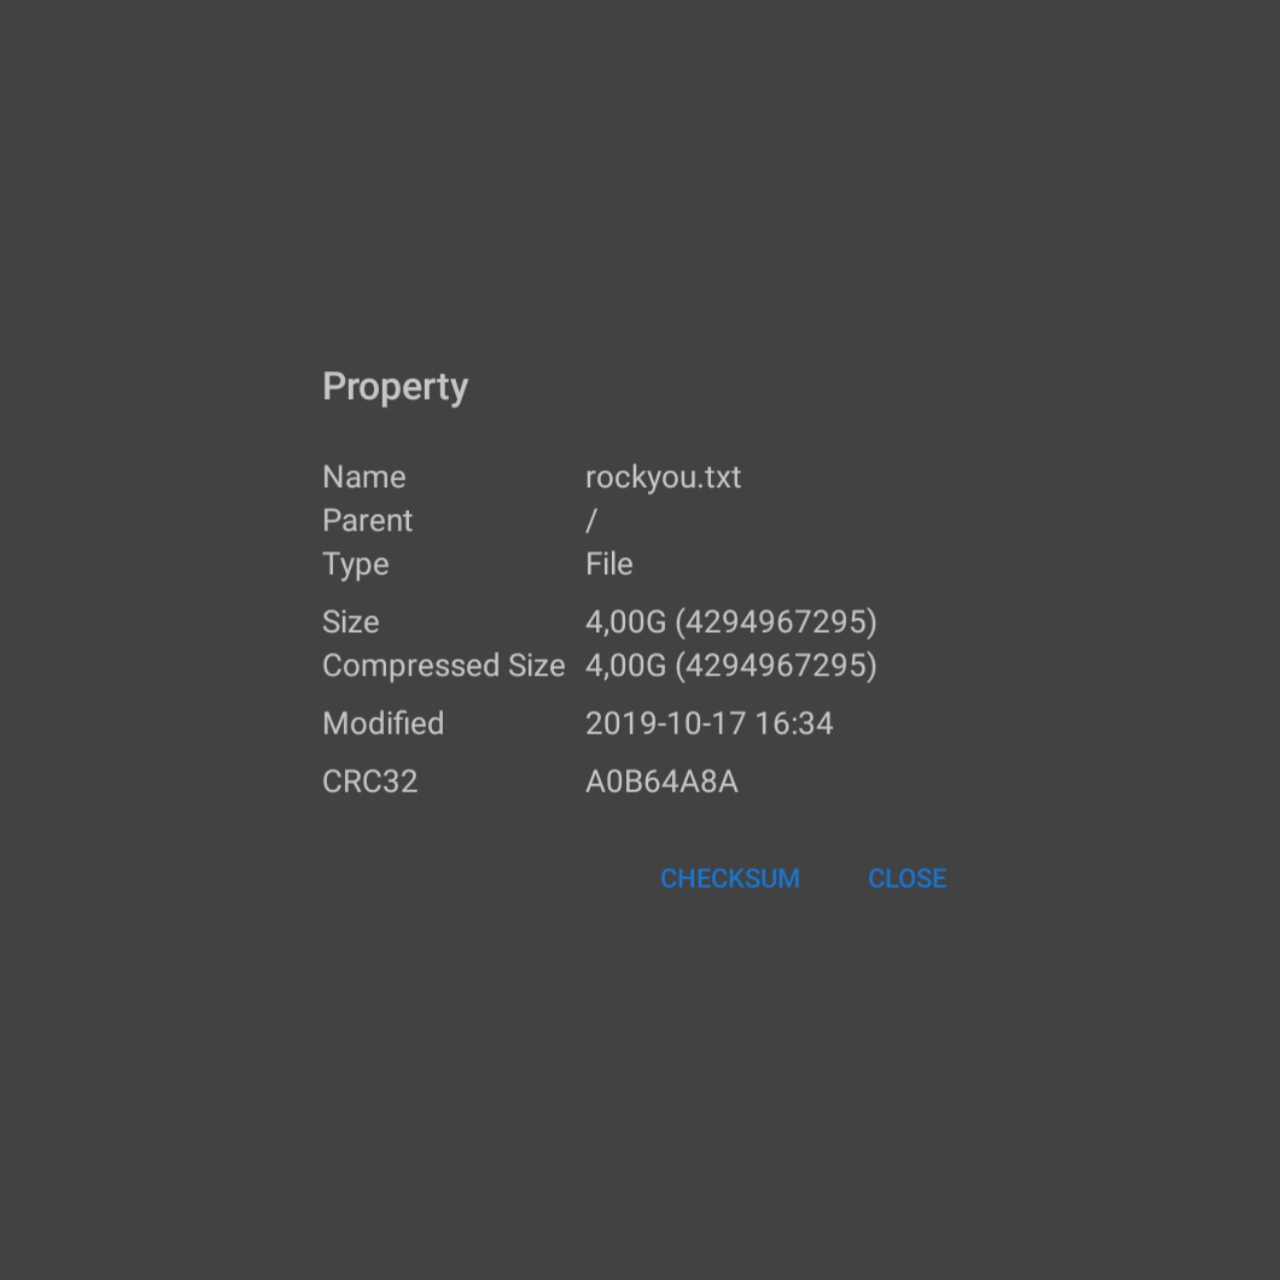 Property
Name rockyou.txt
Parent /
Type File
Size 4,00G (4294967295)
Compressed Size 4,00G (4294967295)
Modified 2019-10-17 16:34
CRC32 A0B64A8A
CHECKSUM CLOSE